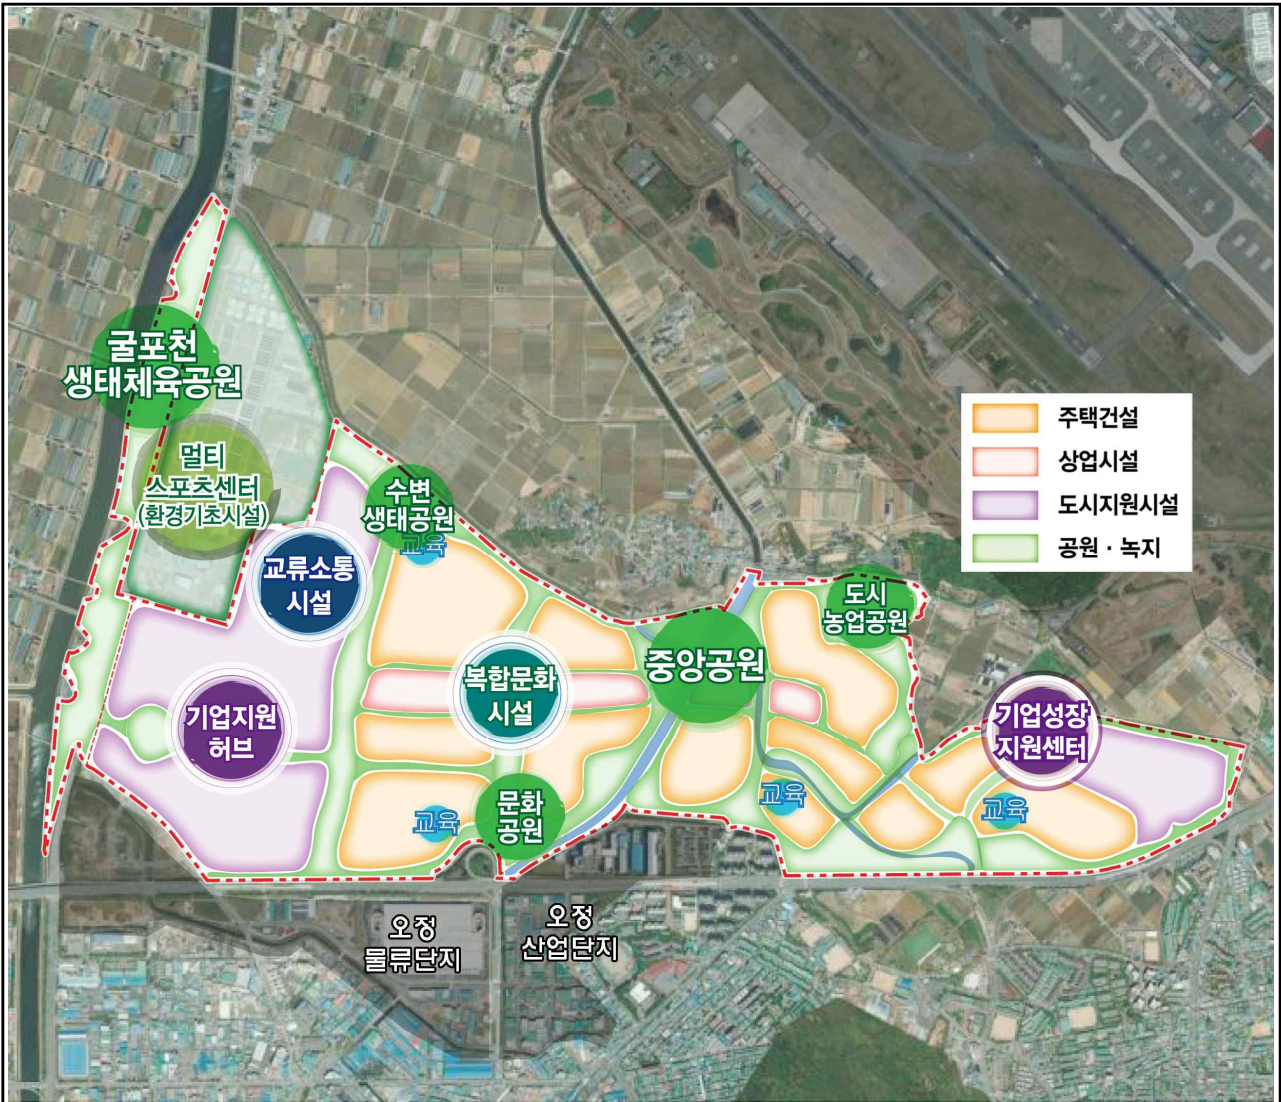 굴포천
생태체육공원
멀티
스포츠센터
(환경기초시설)
수변
생태공원
교육
교류소통
시설
도시
농업공원
중앙공원
복합문화
시설
기업지원
허브
기업성장
지원센터
문화
공원
교육
교육
교육
오정
물류단지
오정
산업단지
주택건설
상업시설
도시지원시설
공원 · 녹지